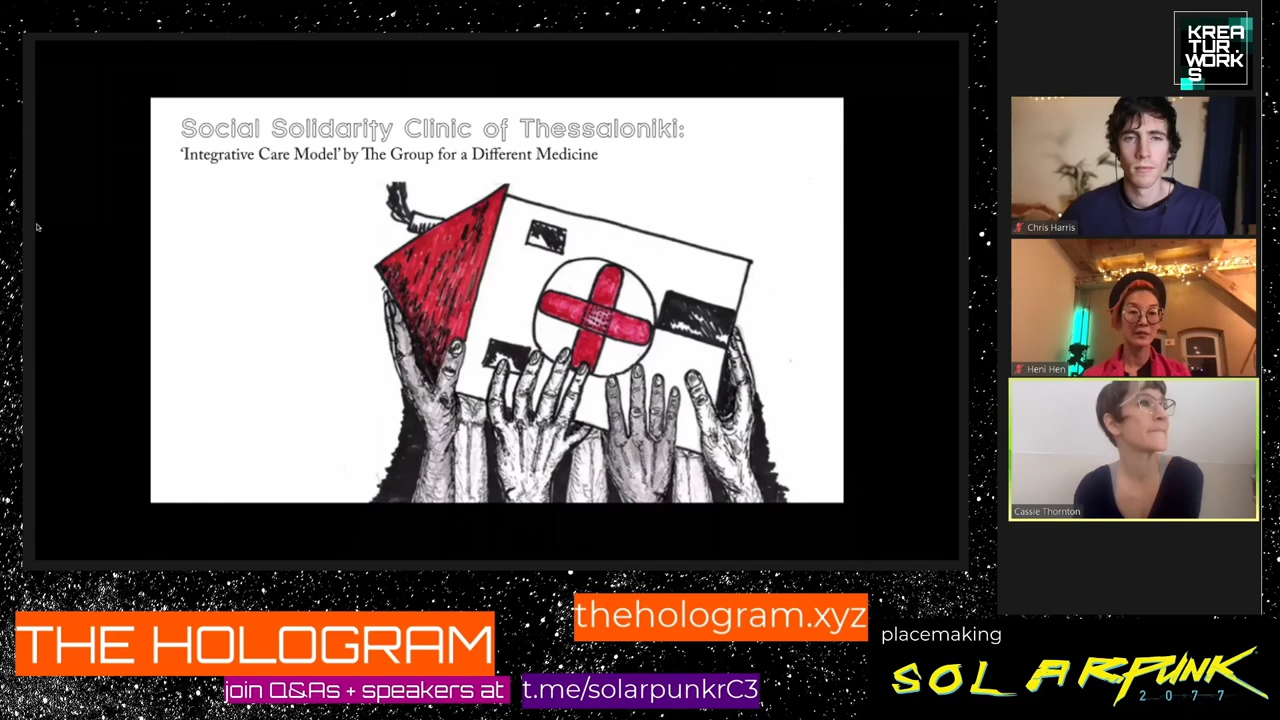 Social Solidarity Clinic of Thessaloniki:
‘Integrative Care Model’ by The Group for a Different Medicine
KREA
TUR.
WORK
S
Chris Harris
Heni Hen
Cassie Thornton
THE HOLOGRAM
thehologram.xyz
join Q&As + speakers at
t.me/solarpunkrC3
placemaking
SOLARPUNK
2077